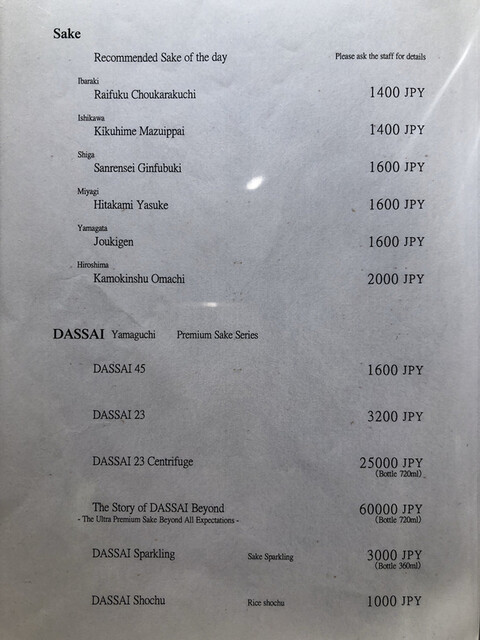 Sake
Recommended Sake of the day Please ask the staff for details
Ibaraki
Raifuku Choukarakuchi 1400 JPY
Ishikawa
Kikuhime Mazuippai 1400 JPY
Shiga
Sanrensei Ginfubuki 1600 JPY
Miyagi
Hitakami Yasuke 1600 JPY
Yamagata
Joukigen 1600 JPY
Hiroshima
Kamokinshu Omachi 2000 JPY
DASSAI Yamaguchi Premium Sake Series
DASSAI 45 1600 JPY
DASSAI 23 3200 JPY
DASSAI 23 Centrifuge 25000 JPY
(Bottle 720ml)
The Story of DASSAI Beyond 60000 JPY
- The Ultra Premium Sake Beyond All Expectations - (Bottle 720ml)
DASSAI Sparkling Sake Sparkling 3000 JPY
(Bottle 360ml)
DASSAI Shochu Rice shochu 1000 JPY